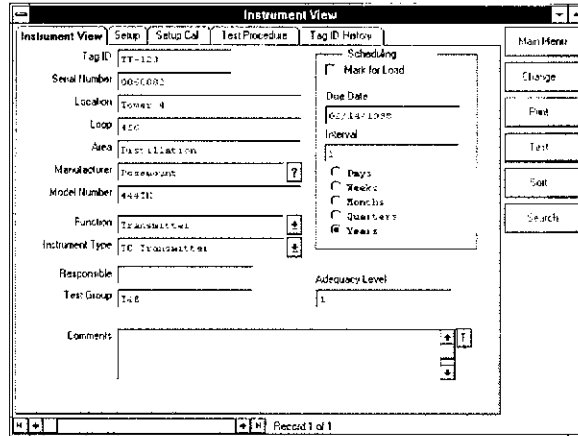 Instrument View
Instrument View Setup Setup Cal Test Procedure Tag ID History
Tag ID TT-123
Serial Number
Location Tower 4
Loop
Area Distillation
Manufacturer Rosemount ?
Model Number
Function Transmitter
Instrument Type TC Transmitter
Responsible
Test Group
Comments T
Scheduling
Mark for Load
Due Date
Interval
1
Days
Weeks
Months
Quarters
Years
Adequacy Level
1
Main Menu
Change
Print
Test
Sort
Search
Record 1 of 1